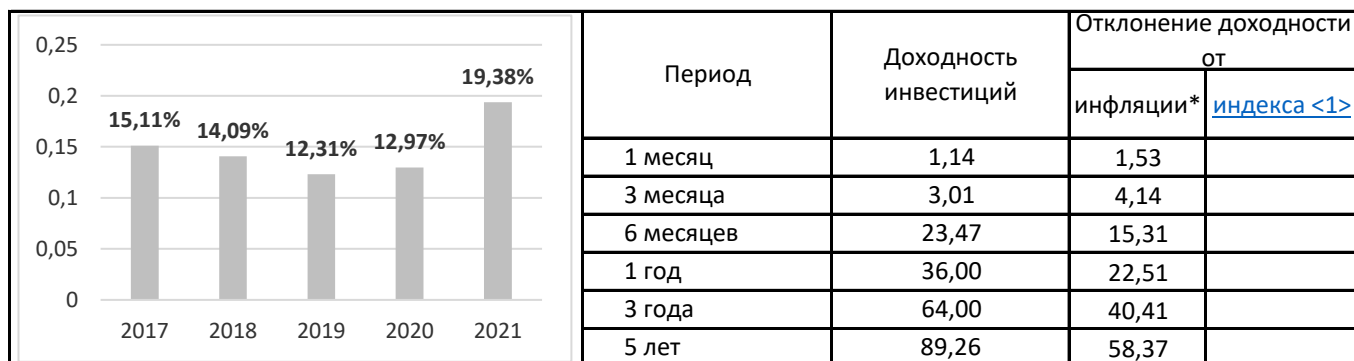 0,25
0,2
0,15
0,1
0,05
0
15,11%
14,09%
12,31%
12,97%
19,38%
2017 2018 2019 2020 2021
Период
Доходность
инвестиций
Отклонение доходности
от
инфляции* индекса <1>
1 месяц 1,14 1,53
3 месяца 3,01 4,14
6 месяцев 23,47 15,31
1 год 36,00 22,51
3 года 64,00 40,41
5 лет 89,26 58,37